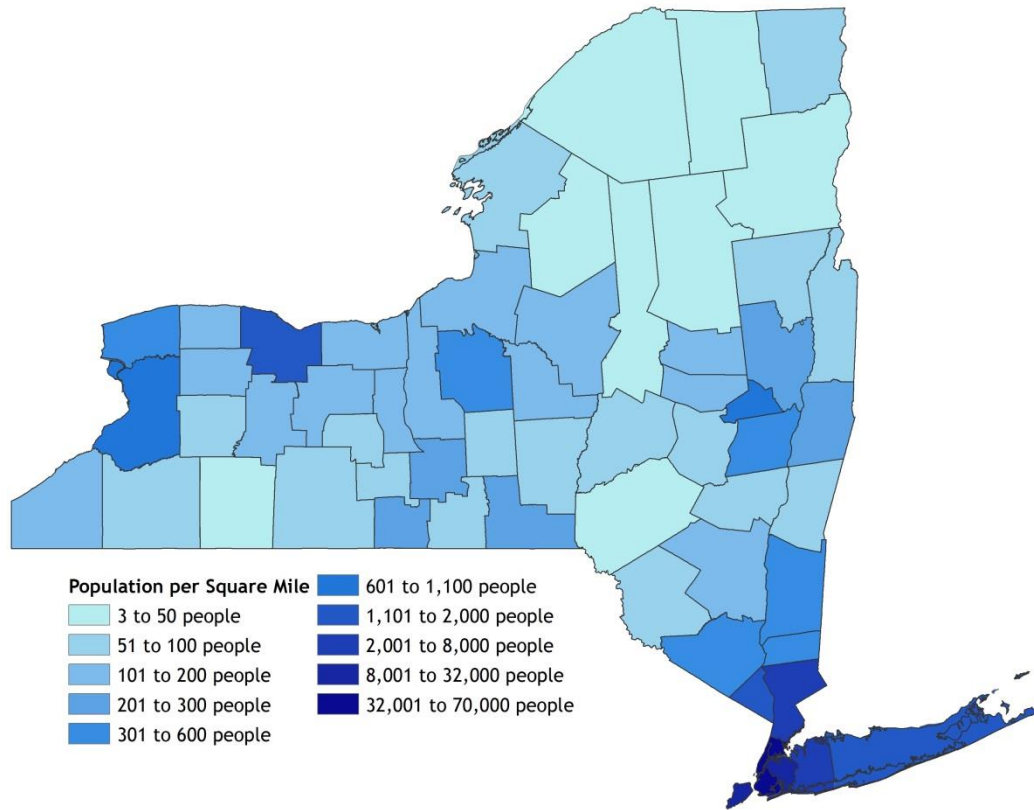 Population per Square Mile
3 to 50 people
51 to 100 people
101 to 200 people
201 to 300 people
301 to 600 people
601 to 1,100 people
1,101 to 2,000 people
2,001 to 8,000 people
8,001 to 32,000 people
32,001 to 70,000 people